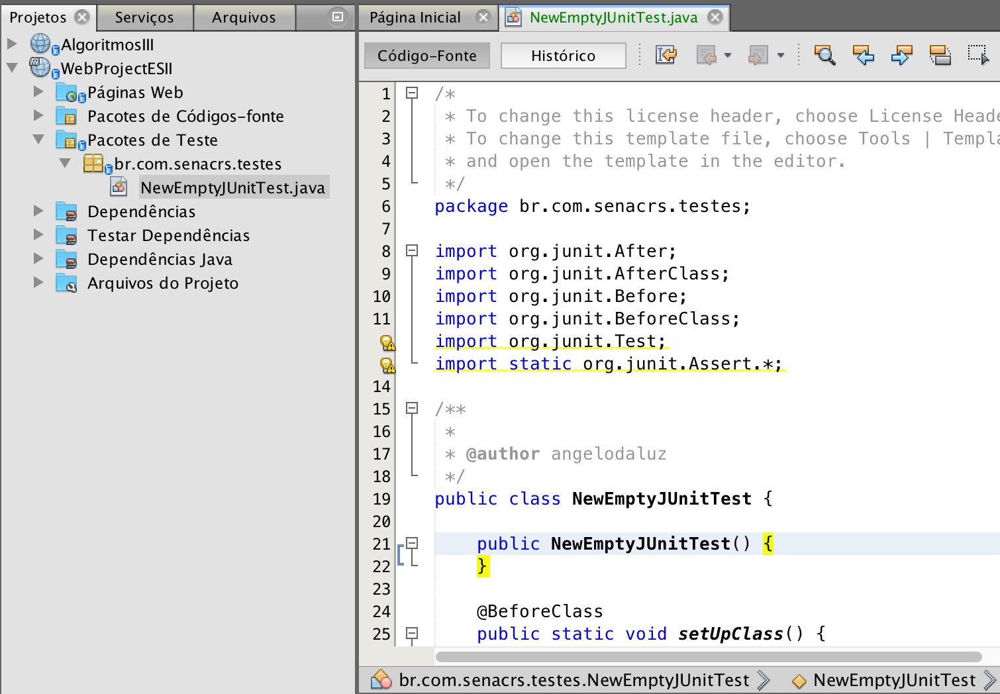 Projetos
Serviços
Arquivos
AlgoritmosIII
WebProjectESII
Páginas Web
Pacotes de Códigos-fonte
Pacotes de Teste
br.com.senacrs.testes
NewEmptyJUnitTest.java
Dependências
Testar Dependências
Dependências Java
Arquivos do Projeto
Página Inicial
NewEmptyJUnitTest.java
Código-Fonte
Histórico
1 /*
2 * To change this license header, choose License Heade
3 * To change this template file, choose Tools | Templa
4 * and open the template in the editor.
5 */
6 package br.com.senacrs.testes;
7
8 import org.junit.After;
9 import org.junit.AfterClass;
10 import org.junit.Before;
11 import org.junit.BeforeClass;
import org.junit.Test;
import static org.junit.Assert.*;
14
15 /**
16 *
17 * @author angelodaluz
18 */
19 public class NewEmptyJUnitTest {
20
21 public NewEmptyJUnitTest() {
22 }
23
24 @BeforeClass
25 public static void setUpClass() {
br.com.senacrs.testes.NewEmptyJUnitTest
NewEmptyJUnitTest